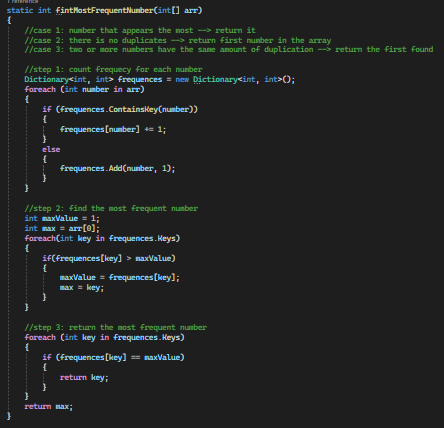 1 reference
static int fintMostFrequentNumber(int[] arr)
{
//case 1: number that appears the most --> return it
//case 2: there is no duplicates --> return first number in the array
//case 3: two or more numbers have the same amount of duplication --> return the first found
//step 1: count frequecy for each number
Dictionary<int, int> frequences = new Dictionary<int, int>();
foreach (int number in arr)
{
if (frequences.ContainsKey(number))
{
frequences[number] += 1;
}
else
{
frequences.Add(number, 1);
}
}
//step 2: find the most frequent number
int maxValue = 1;
int max = arr[0];
foreach(int key in frequences.Keys)
{
if(frequences[key] > maxValue)
{
maxValue = frequences[key];
max = key;
}
}
//step 3: return the most frequent number
foreach (int key in frequences.Keys)
{
if (frequences[key] == maxValue)
{
return key;
}
}
return max;
}